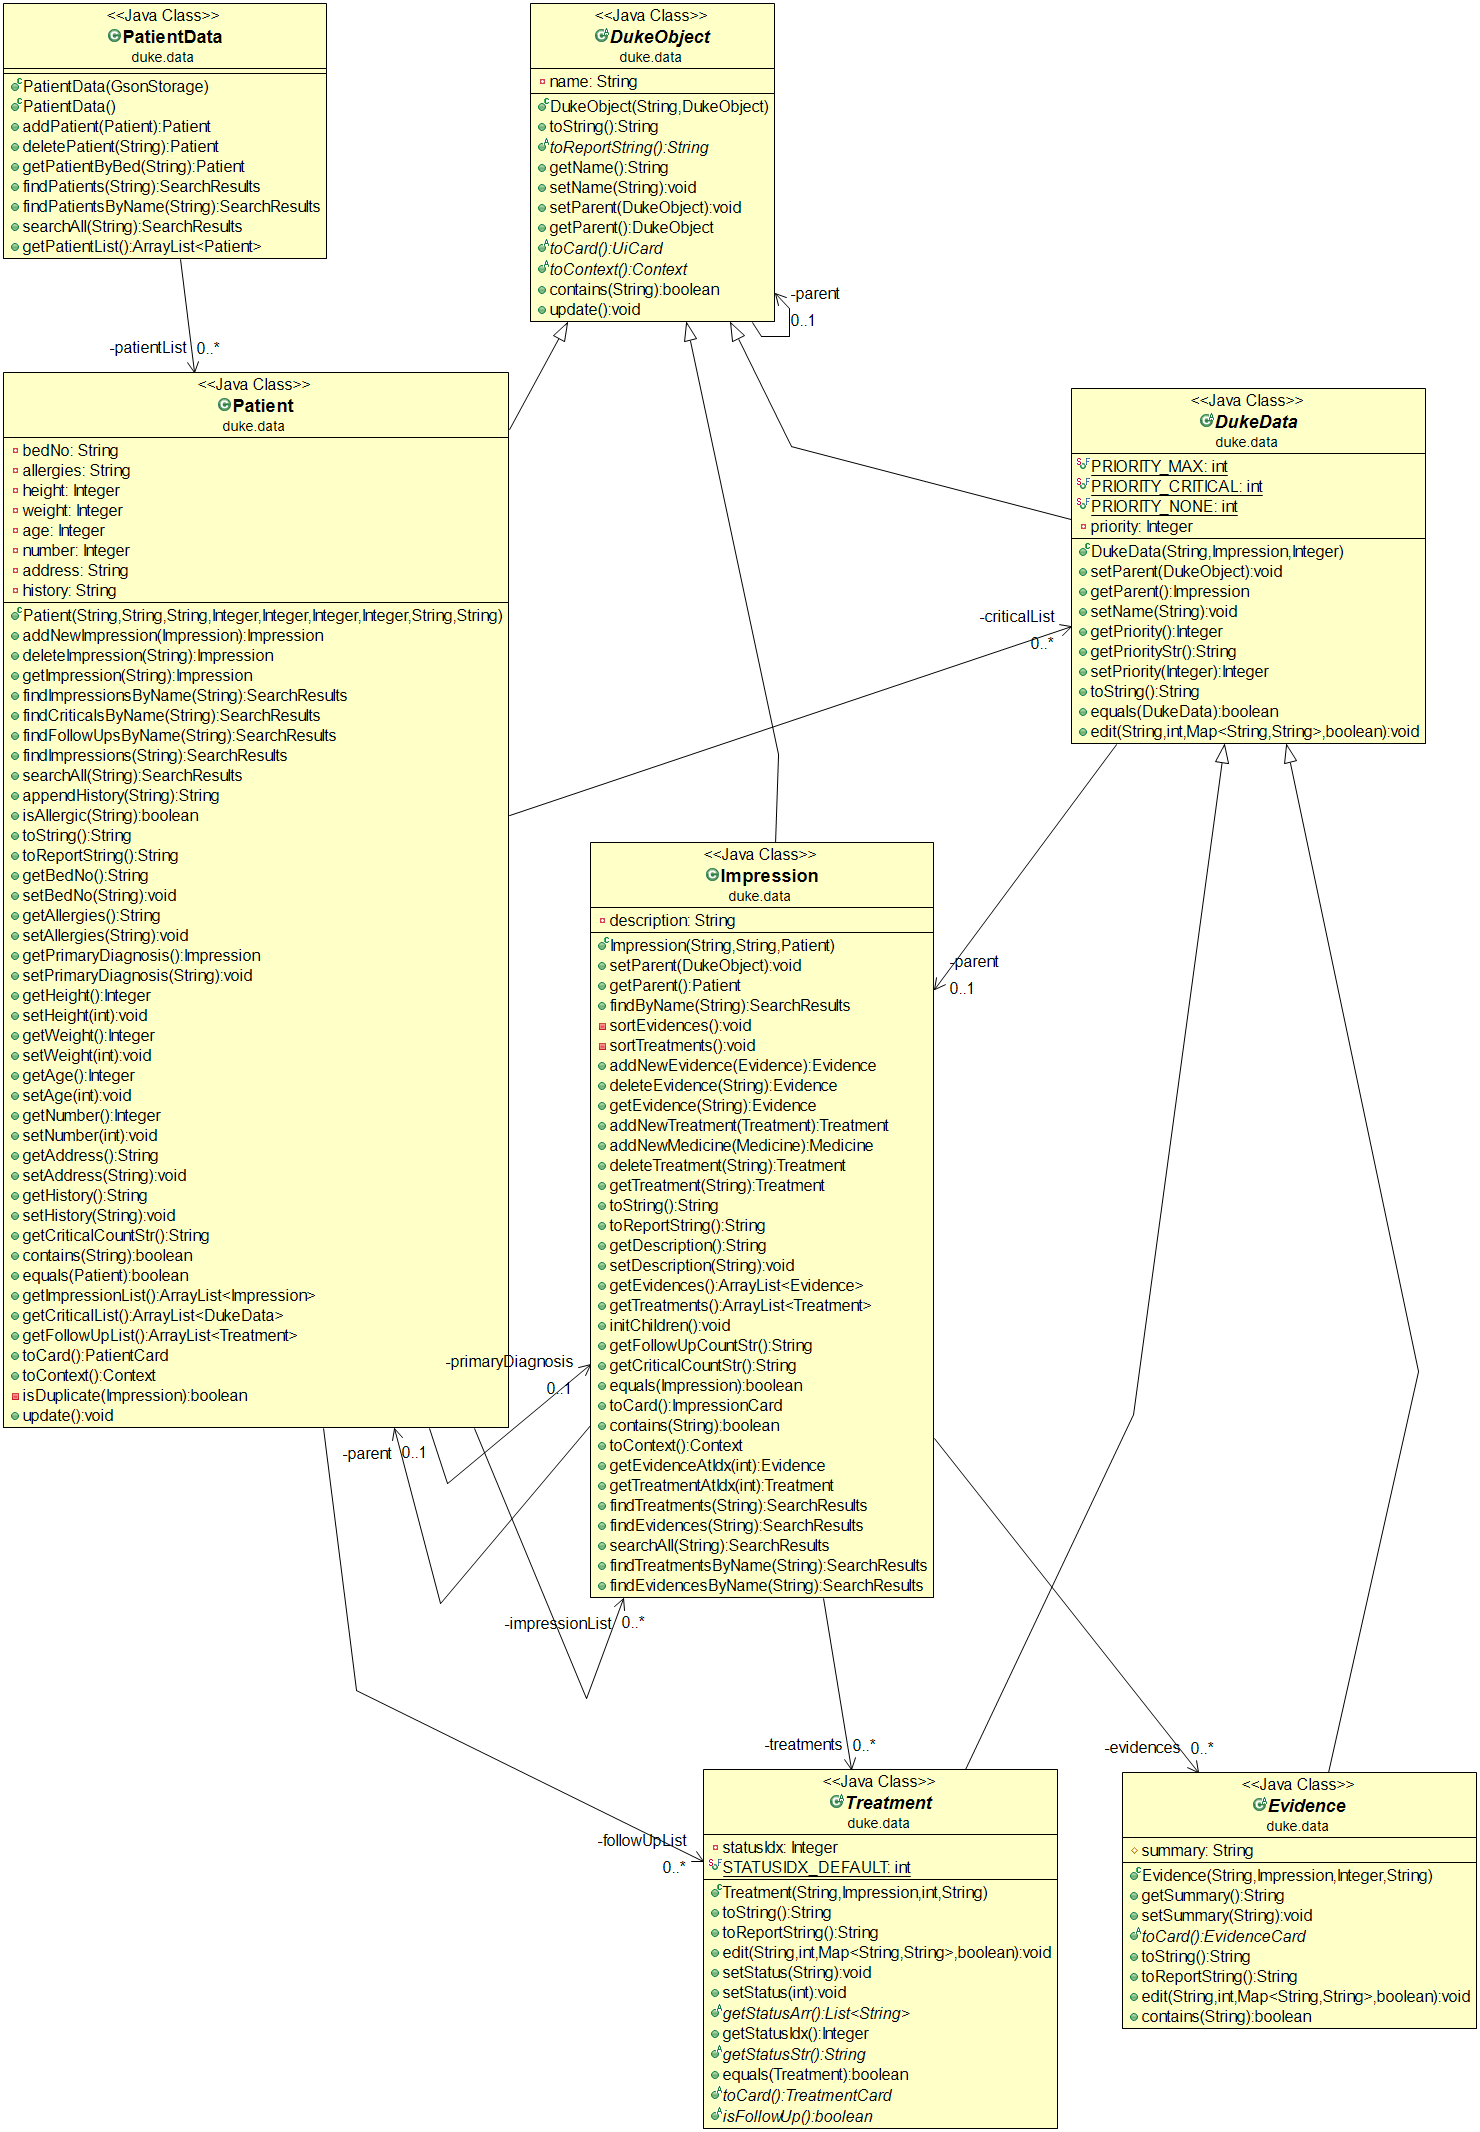 <<Java Class>>
PatientData
duke.data
PatientData(GsonStorage)
PatientData()
addPatient(Patient):Patient
deletePatient(String):Patient
getPatientByBed(String):Patient
findPatients(String):SearchResults
findPatientsByName(String):SearchResults
searchAll(String):SearchResults
getPatientList():ArrayList<Patient>
<<Java Class>>
DukeObject
duke.data
name: String
DukeObject(String,DukeObject)
toString():String
toReportString():String
getName():String
setName(String):void
setParent(DukeObject):void
getParent():DukeObject
toCard():UiCard
toContext():Context
contains(String):boolean
update():void
-parent
0..1
-patientList 0..*
<<Java Class>>
Patient
duke.data
bedNo: String
allergies: String
height: Integer
weight: Integer
age: Integer
number: Integer
address: String
history: String
Patient(String,String,String,Integer,Integer,Integer,Integer,String,String)
addNewImpression(Impression):Impression
deleteImpression(String):Impression
getImpression(String):Impression
findImpressionsByName(String):SearchResults
findCriticalsByName(String):SearchResults
findFollowUpsByName(String):SearchResults
findImpressions(String):SearchResults
searchAll(String):SearchResults
appendHistory(String):String
isAllergic(String):boolean
toString():String
toReportString():String
getBedNo():String
setBedNo(String):void
getAllergies():String
setAllergies(String):void
getPrimaryDiagnosis():Impression
setPrimaryDiagnosis(String):void
getHeight():Integer
setHeight(int):void
getWeight():Integer
setWeight(int):void
getAge():Integer
setAge(int):void
getNumber():Integer
setNumber(int):void
getAddress():String
setAddress(String):void
getHistory():String
setHistory(String):void
getCriticalCountStr():String
contains(String):boolean
equals(Patient):boolean
getImpressionList():ArrayList<Impression>
getCriticalList():ArrayList<DukeData>
getFollowUpList():ArrayList<Treatment>
toCard():PatientCard
toContext():Context
isDuplicate(Impression):boolean
update():void
<<Java Class>>
DukeData
duke.data
PRIORITY_MAX: int
PRIORITY_CRITICAL: int
PRIORITY_NONE: int
priority: Integer
DukeData(String,Impression,Integer)
setParent(DukeObject):void
getParent():Impression
setName(String):void
getPriority():Integer
getPriorityStr():String
setPriority(Integer):Integer
toString():String
equals(DukeData):boolean
edit(String,int,Map<String,String>,boolean):void
-criticalList
0..*
<<Java Class>>
Impression
duke.data
description: String
Impression(String,String,Patient)
setParent(DukeObject):void
getParent():Patient
findByName(String):SearchResults
sortEvidences():void
sortTreatments():void
addNewEvidence(Evidence):Evidence
deleteEvidence(String):Evidence
getEvidence(String):Evidence
addNewTreatment(Treatment):Treatment
addNewMedicine(Medicine):Medicine
deleteTreatment(String):Treatment
getTreatment(String):Treatment
toString():String
toReportString():String
getDescription():String
setDescription(String):void
getEvidences():ArrayList<Evidence>
getTreatments():ArrayList<Treatment>
initChildren():void
getFollowUpCountStr():String
getCriticalCountStr():String
equals(Impression):boolean
toCard():ImpressionCard
contains(String):boolean
toContext():Context
getEvidenceAtIdx(int):Evidence
getTreatmentAtIdx(int):Treatment
findTreatments(String):SearchResults
findEvidences(String):SearchResults
searchAll(String):SearchResults
findTreatmentsByName(String):SearchResults
findEvidencesByName(String):SearchResults
-parent
0..1
-primaryDiagnosis
0..1
-parent 0..1
-impressionList 0..*
-treatments 0..*
-evidences 0..*
-followUpList
0..*
<<Java Class>>
Treatment
duke.data
statusIdx: Integer
STATUSIDX_DEFAULT: int
Treatment(String,Impression,int,String)
toString():String
toReportString():String
edit(String,int,Map<String,String>,boolean):void
setStatus(String):void
setStatus(int):void
getStatusArr():List<String>
getStatusIdx():Integer
getStatusStr():String
equals(Treatment):boolean
toCard():TreatmentCard
isFollowUp():boolean
<<Java Class>>
Evidence
duke.data
summary: String
Evidence(String,Impression,Integer,String)
getSummary():String
setSummary(String):void
toCard():EvidenceCard
toString():String
toReportString():String
edit(String,int,Map<String,String>,boolean):void
contains(String):boolean